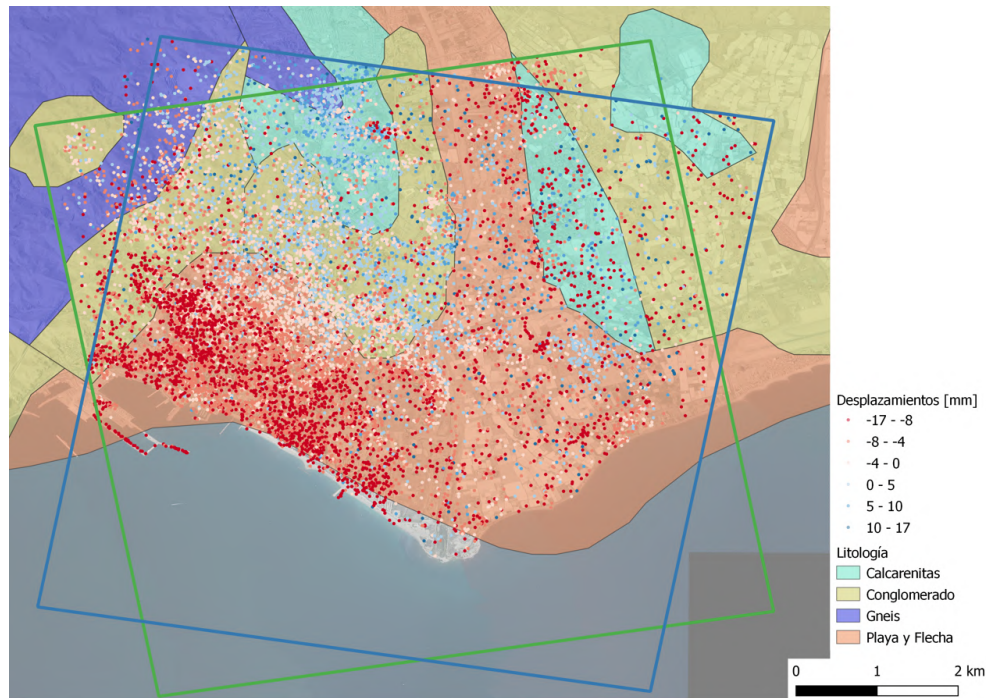 Desplazamientos [mm]
-17 - -8
-8 - -4
-4 - 0
0 - 5
5 - 10
10 - 17
Litología
Calcarenitas
Conglomerado
Gneis
Playa y Flecha
0 1 2 km